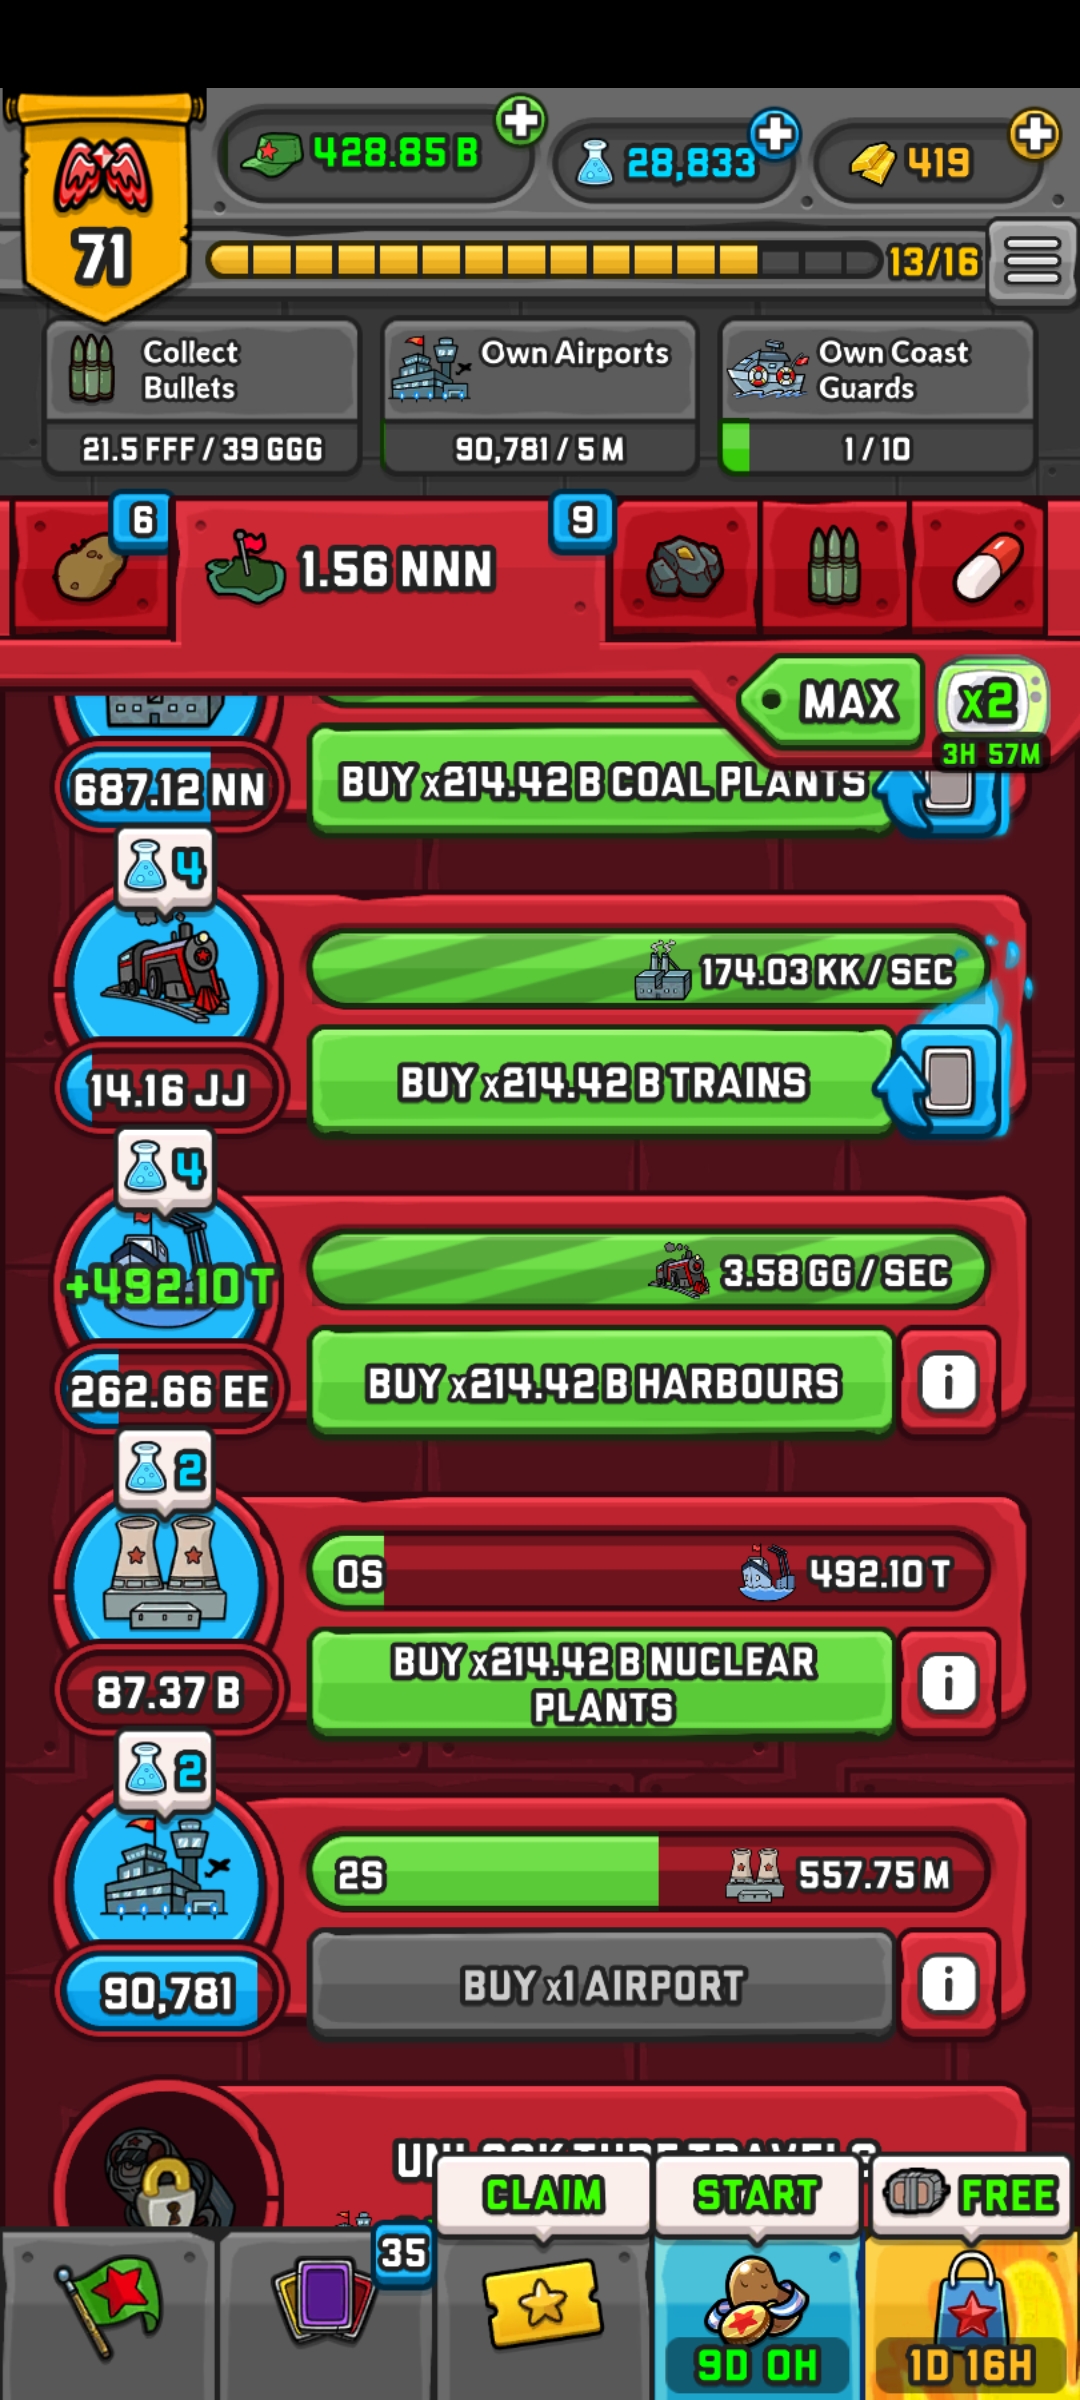 428.85 B
28,833
419
71
13/16
Collect
Bullets
Own Airports
Own Coast
Guards
21.5 FFF / 39 GGG
90,781 / 5 M
1 / 10
6
9
1.56 NNN
MAX
x2
3H 57M
687.12 NN
BUY x214.42 B COAL PLANTS
4
174.03 KK / SEC
14.16 JJ
BUY x214.42 B TRAINS
4
+492.10 T
3.58 GG / SEC
262.66 EE
BUY x214.42 B HARBOURS
i
2
0S
492.10 T
87.37 B
BUY x214.42 B NUCLEAR
PLANTS
i
2
2S
557.75 M
90,781
BUY x1 AIRPORT
i
CLAIM
START
FREE
35
9D 0H
1D 16H